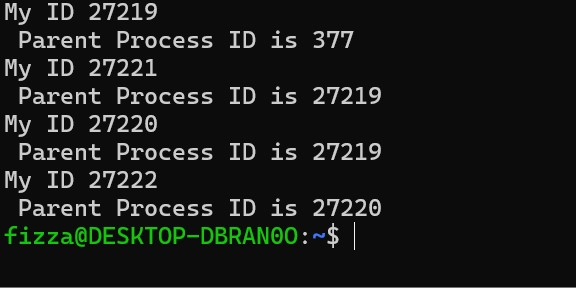 My ID 27219
 Parent Process ID is 377
My ID 27221
 Parent Process ID is 27219
My ID 27220
 Parent Process ID is 27219
My ID 27222
 Parent Process ID is 27220
fizza@DESKTOP-DBRAN0O:~$